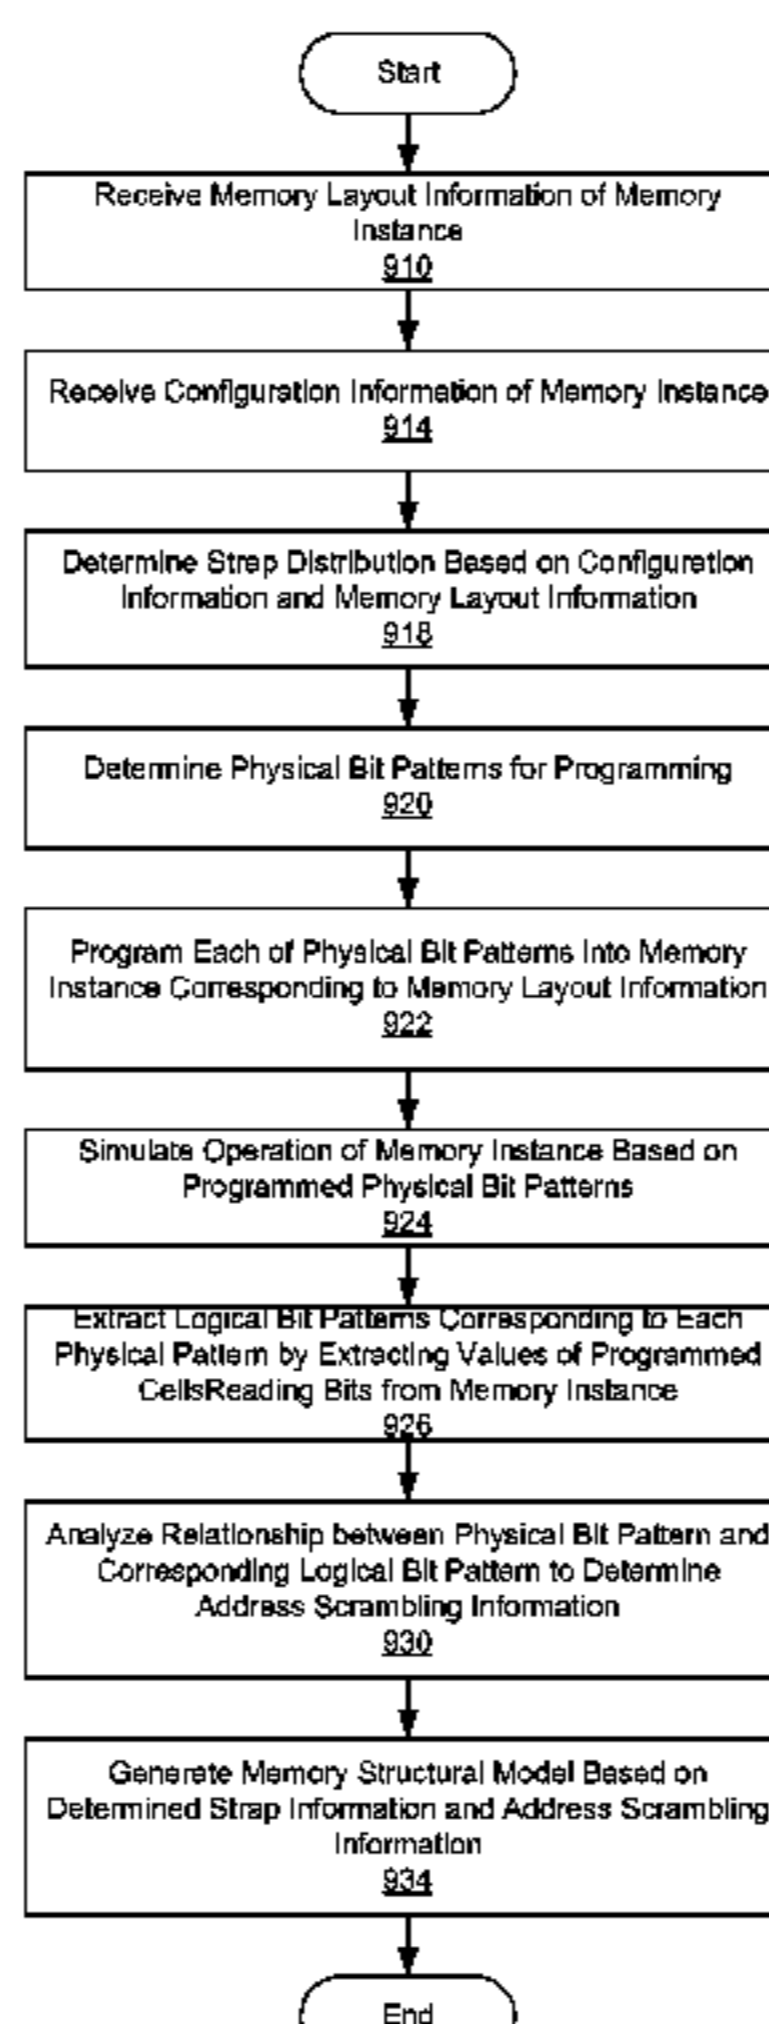 Start
Receive Memory Layout Information of Memory
Instance
910
Receive Configuration Information of Memory Instance
914
Determine Strap Distribution Based on Configuration
Information and Memory Layout Information
918
Determine Physical Bit Patterns for Programming
920
Program Each of Physical Bit Patterns Into Memory
Instance Corresponding to Memory Layout Information
922
Simulate Operation of Memory Instance Based on
Programmed Physical Bit Patterns
924
Extract Logical Bit Patterns Corresponding to Each
Physical Pattern by Extracting Values of Programmed
CellsReading Bits from Memory Instance
926
Analyze Relationship between Physical Bit Pattern and
Corresponding Logical Bit Pattern to Determine
Address Scrambling Information
930
Generate Memory Structural Model Based on
Determined Strap Information and Address Scrambling
Information
934
End